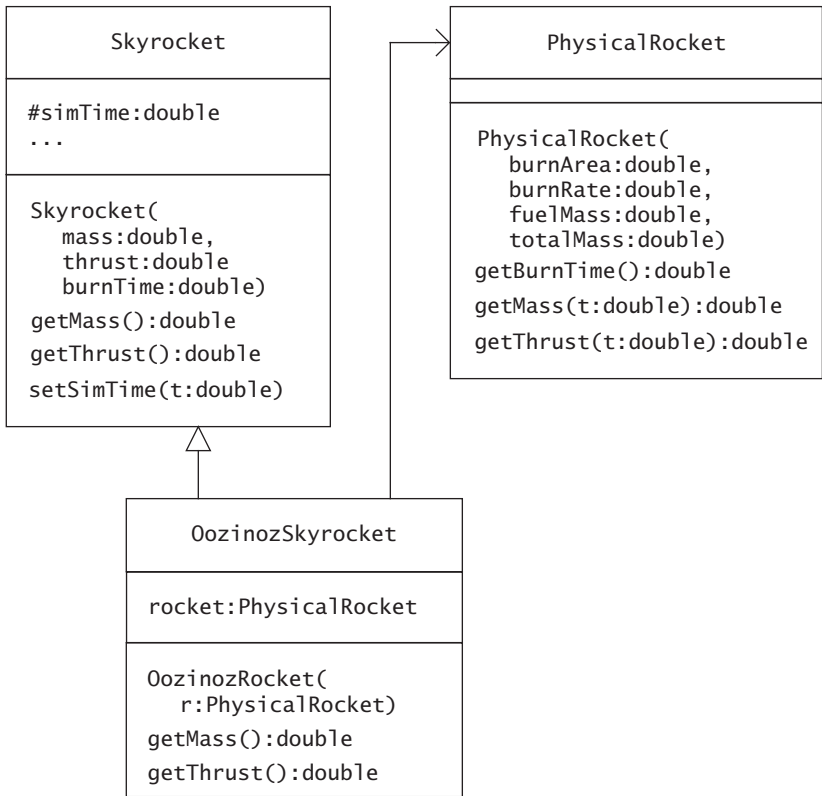 Skyrocket
#simTime:double
...
Skyrocket(
mass:double,
thrust:double
burnTime:double)
getMass():double
getThrust():double
setSimTime(t:double)
PhysicalRocket
PhysicalRocket(
burnArea:double,
burnRate:double,
fuelMass:double,
totalMass:double)
getBurnTime():double
getMass(t:double):double
getThrust(t:double):double
OozinozSkyrocket
rocket:PhysicalRocket
OozinozRocket(
r:PhysicalRocket)
getMass():double
getThrust():double